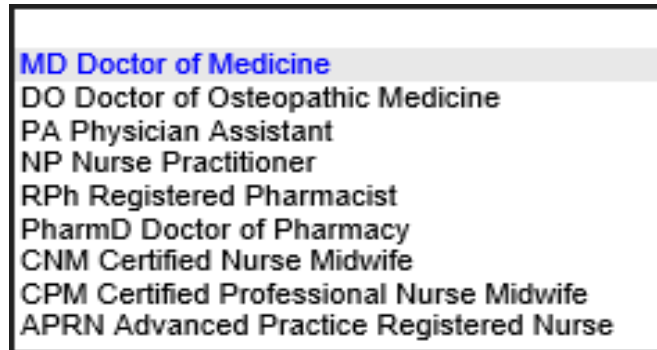 MD Doctor of Medicine
DO Doctor of Osteopathic Medicine
PA Physician Assistant
NP Nurse Practitioner
RPh Registered Pharmacist
PharmD Doctor of Pharmacy
CNM Certified Nurse Midwife
CPM Certified Professional Nurse Midwife
APRN Advanced Practice Registered Nurse